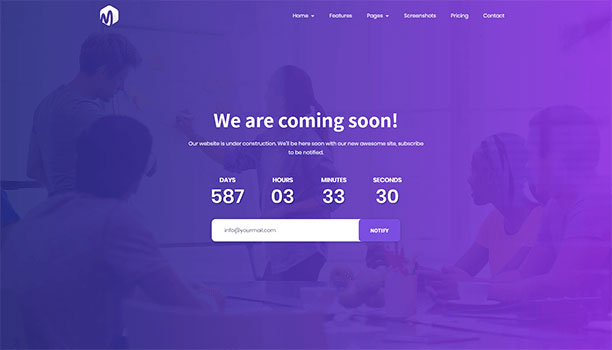 Home Features Pages Screenshots Pricing Contact
We are coming soon!
Our website is under construction. We'll be here soon with our new awesome site, subscribe
to be notified.
DAYS HOURS MINUTES SECONDS
587 03 33 30
info@yourmail.com NOTIFY